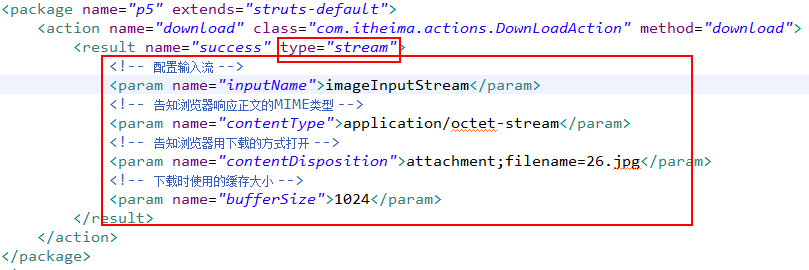 <package name="p5" extends="struts-default">
<action name="download" class="com.itheima.actions.DownLoadAction" method="download">
<result name="success" type="stream">
<!-- 配置输入流 -->
<param name="inputName">imageInputStream</param>
<!-- 告知浏览器响应正文的MIME类型 -->
<param name="contentType">application/octet-stream</param>
<!-- 告知浏览器用下载的方式打开 -->
<param name="contentDisposition">attachment;filename=26.jpg</param>
<!-- 下载时使用的缓存大小 -->
<param name="bufferSize">1024</param>
</result>
</action>
</package>